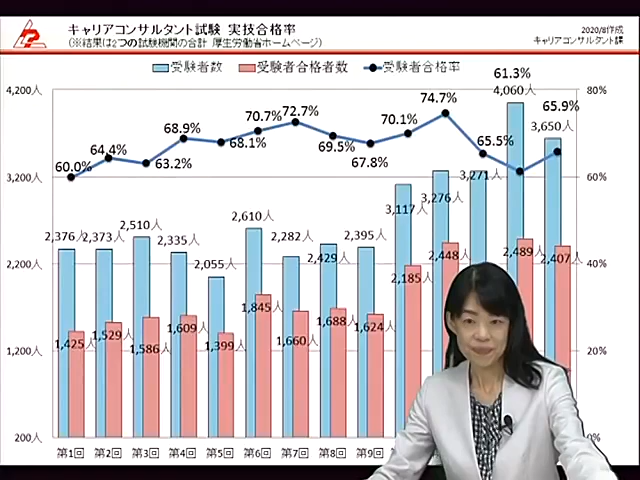 キャリアコンサルタント試験 実技合格率
(※結果は2つの試験機関の合計 厚生労働省ホームページ)
2020/8作成
キャリアコンサルタント課
受験者数 受験者合格者数 受験者合格率
4,200人
3,200人
2,200人
1,200人
200人
80%
60%
40%
20%
0%
60.0%
64.4%
63.2%
68.9%
68.1%
70.7%
72.7%
69.5%
67.8%
70.1%
74.7%
65.5%
61.3%
65.9%
2,376人
2,373人
2,510人
2,335人
2,055人
2,610人
2,282人
2,429人
2,395人
3,117人
3,276人
3,271人
4,060人
3,650人
1,425人
1,529人
1,586人
1,609人
1,399人
1,845人
1,660人
1,688人
1,624人
2,185人
2,448人
2,489人
2,407人
第1回 第2回 第3回 第4回 第5回 第6回 第7回 第8回 第9回